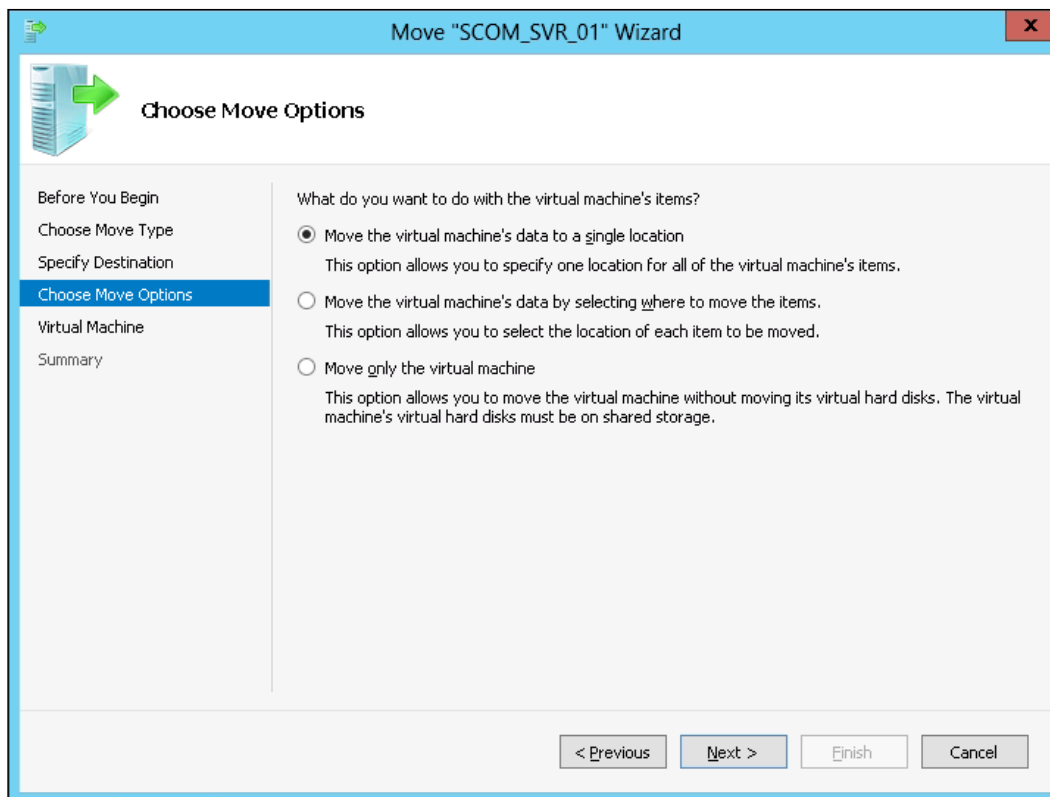 Move "SCOM_SVR_01" Wizard
x
Choose Move Options
Before You Begin
Choose Move Type
Specify Destination
Choose Move Options
Virtual Machine
Summary
What do you want to do with the virtual machine's items?
Move the virtual machine's data to a single location
This option allows you to specify one location for all of the virtual machine's items.
Move the virtual machine's data by selecting where to move the items.
This option allows you to select the location of each item to be moved.
Move only the virtual machine
This option allows you to move the virtual machine without moving its virtual hard disks. The virtual
machine's virtual hard disks must be on shared storage.
< Previous
Next >
Finish
Cancel